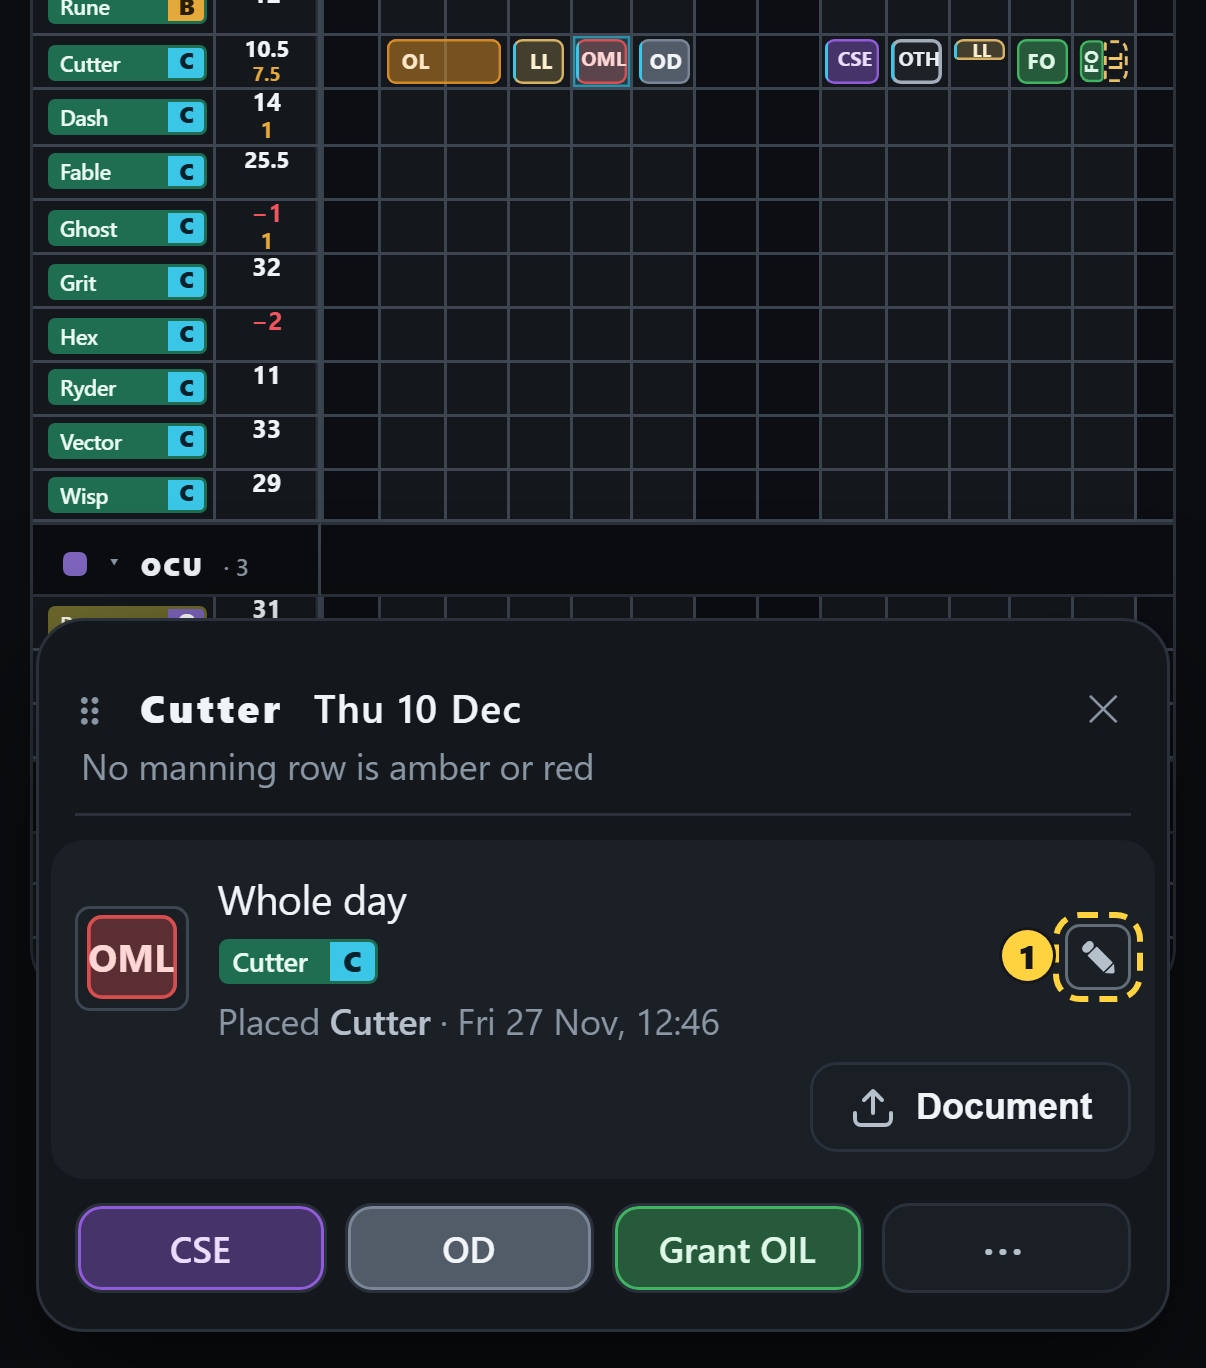 Rune B 12
Cutter C 10.5 OL LL OML OD CSE OTH LL FO FO LL
7.5
Dash C 14
1
Fable C 25.5
Ghost C −1
1
Grit C 32
Hex C −2
Ryder C 11
Vector C 33
Wisp C 29
OCU · 3
31
Cutter Thu 10 Dec
No manning row is amber or red
Whole day
OML
Cutter C
1
Placed Cutter · Fri 27 Nov, 12:46
Document
CSE OD Grant OIL ...